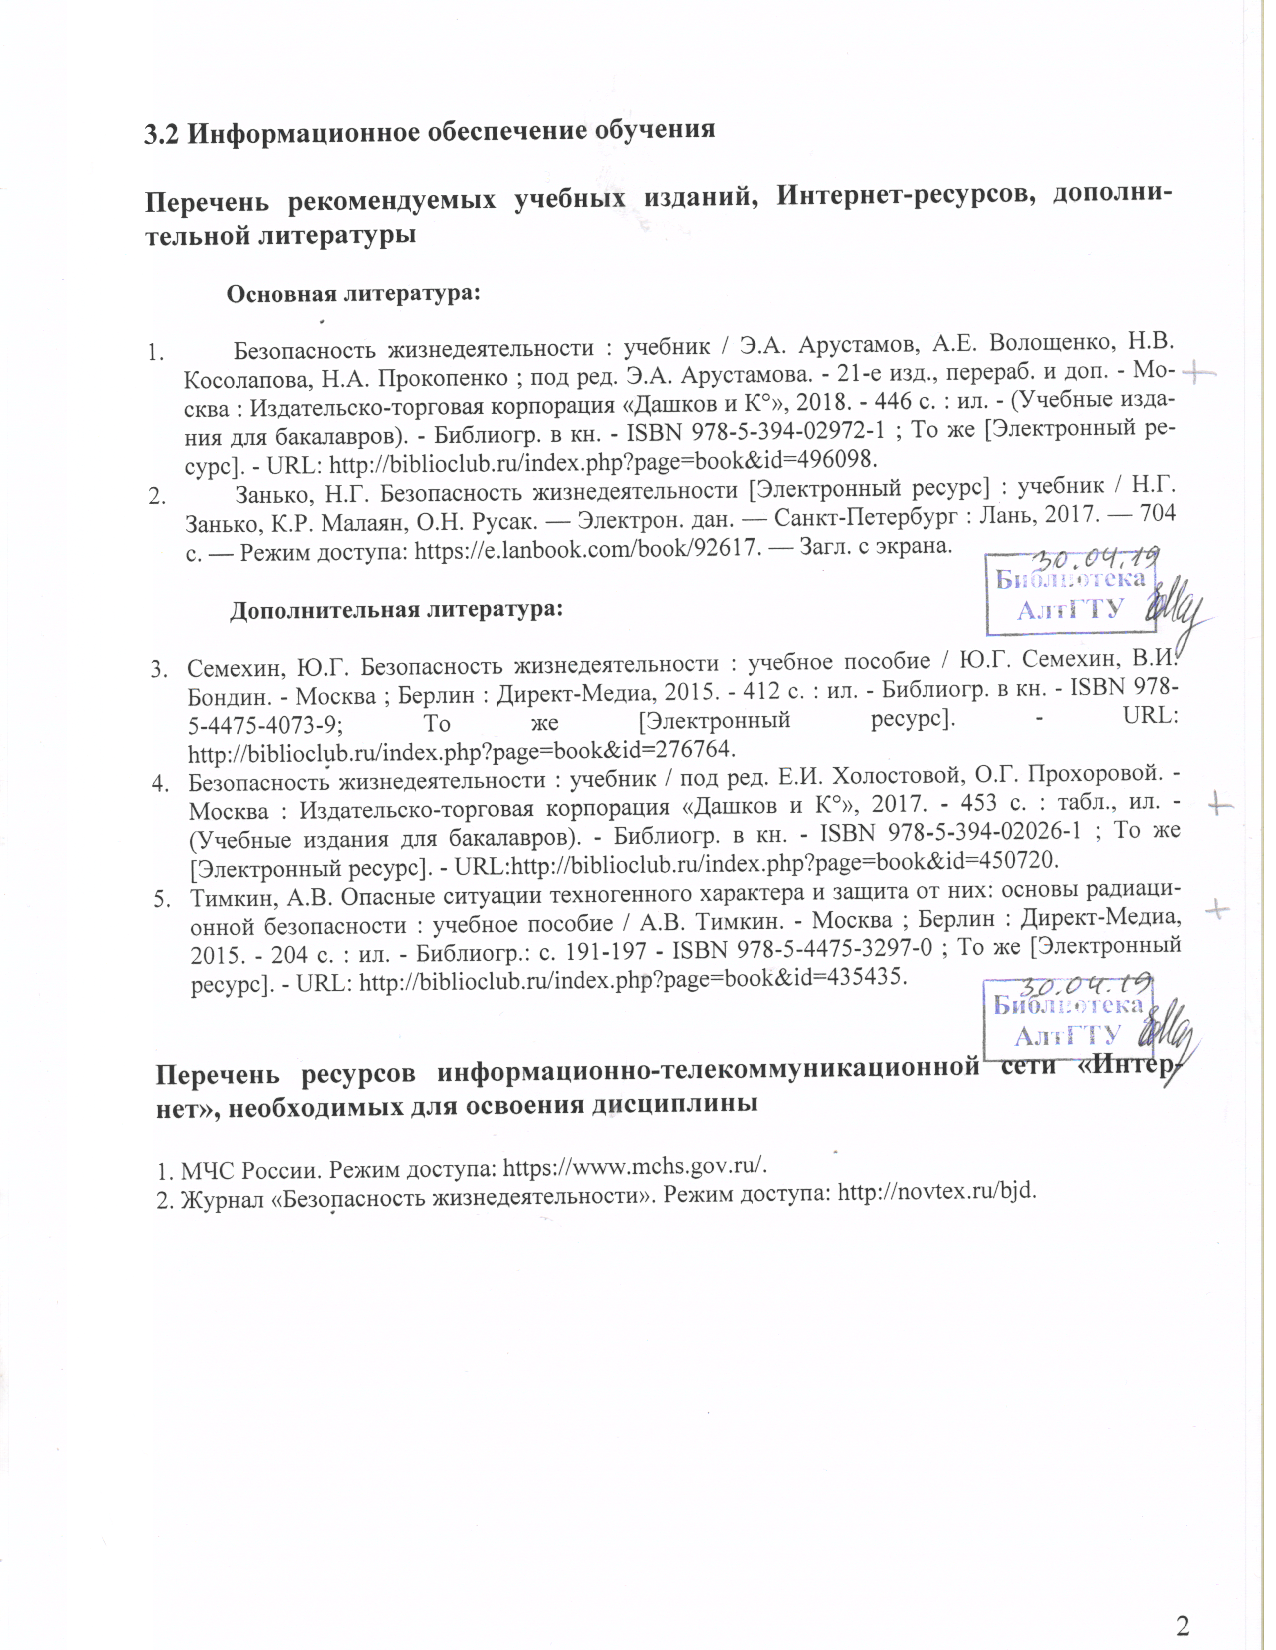 3.2 Информационное обеспечение обучения
Перечень рекомендуемых учебных изданий, Интернет-ресурсов, дополни-
тельной литературы
Основная литература:
1. Безопасность жизнедеятельности : учебник / Э.А. Арустамов, А.Е. Волощенко, Н.В.
Косолапова, Н.А. Прокопенко ; под ред. Э.А. Арустамова. - 21-е изд., перераб. и доп. - Мо- +
сква : Издательско-торговая корпорация «Дашков и К°», 2018. - 446 с. : ил. - (Учебные изда-
ния для бакалавров). - Библиогр. в кн. - ISBN 978-5-394-02972-1 ; То же [Электронный ре-
сурс]. - URL: http://biblioclub.ru/index.php?page=book&id=496098.
2. Занько, Н.Г. Безопасность жизнедеятельности [Электронный ресурс] : учебник / Н.Г.
Занько, К.Р. Малаян, О.Н. Русак. — Электрон. дан. — Санкт-Петербург : Лань, 2017. — 704
с. — Режим доступа: https://e.lanbook.com/book/92617. — Загл. с экрана.
30.04.19
Библиотека
АлтГТУ
Дополнительная литература:
3. Семехин, Ю.Г. Безопасность жизнедеятельности : учебное пособие / Ю.Г. Семехин, В.И.
Бондин. - Москва ; Берлин : Директ-Медиа, 2015. - 412 с. : ил. - Библиогр. в кн. - ISBN 978-
5-4475-4073-9; То же [Электронный ресурс]. - URL:
http://biblioclub.ru/index.php?page=book&id=276764.
4. Безопасность жизнедеятельности : учебник / под ред. Е.И. Холостовой, О.Г. Прохоровой. -
Москва : Издательско-торговая корпорация «Дашков и К°», 2017. - 453 с. : табл., ил. - +
(Учебные издания для бакалавров). - Библиогр. в кн. - ISBN 978-5-394-02026-1 ; То же
[Электронный ресурс]. - URL:http://biblioclub.ru/index.php?page=book&id=450720.
5. Тимкин, А.В. Опасные ситуации техногенного характера и защита от них: основы радиаци-
онной безопасности : учебное пособие / А.В. Тимкин. - Москва ; Берлин : Директ-Медиа, +
2015. - 204 с. : ил. - Библиогр.: с. 191-197 - ISBN 978-5-4475-3297-0 ; То же [Электронный
ресурс]. - URL: http://biblioclub.ru/index.php?page=book&id=435435.
30.04.19
Библиотека
АлтГТУ
Перечень ресурсов информационно-телекоммуникационной сети «Интер-
нет», необходимых для освоения дисциплины
1. МЧС России. Режим доступа: https://www.mchs.gov.ru/.
2. Журнал «Безопасность жизнедеятельности». Режим доступа: http://novtex.ru/bjd.
2